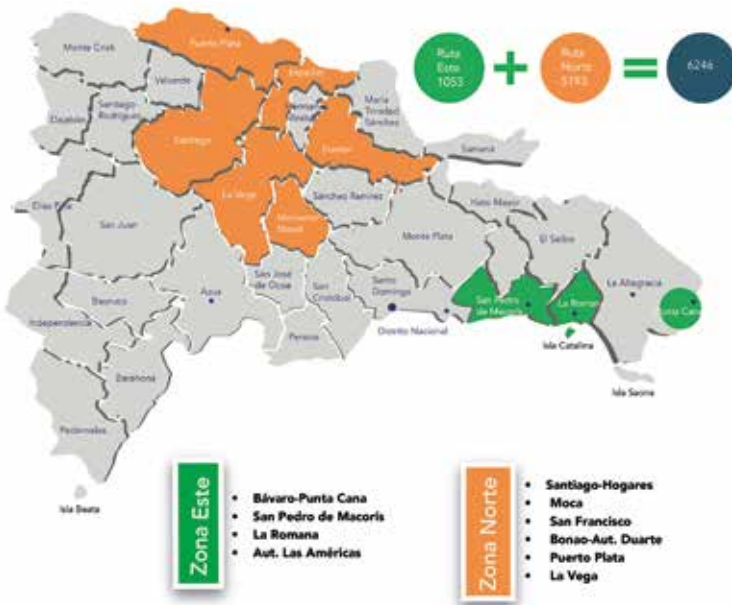 Monte Cristi
Puerto Plata
Ruta
Este
1053
+
Ruta
Norte
5193
=
6246
Valverde
Espaillat
Dajabón
Santiago
Rodríguez
María
Trinidad
Sánchez
Santiago
Duarte
Samaná
La Vega
Sánchez Ramírez
Hato Mayor
San Juan
Monseñor
Nouel
Monte Plata
El Seibo
La Altagracia
San José
de Ocoa
San
Cristóbal
Santo
Domingo
San Pedro
de Macorís
La Romana
Punta Cana
Azua
Baoruco
Independencia
Peravia
Distrito Nacional
Isla Catalina
Barahona
Isla Saona
Pedernales
Isla Beata
Zona Este
• Bávaro-Punta Cana
• San Pedro de Macorís
• La Romana
• Aut. Las Américas
Zona Norte
• Santiago-Hogares
• Moca
• San Francisco
• Bonao-Aut. Duarte
• Puerto Plata
• La Vega